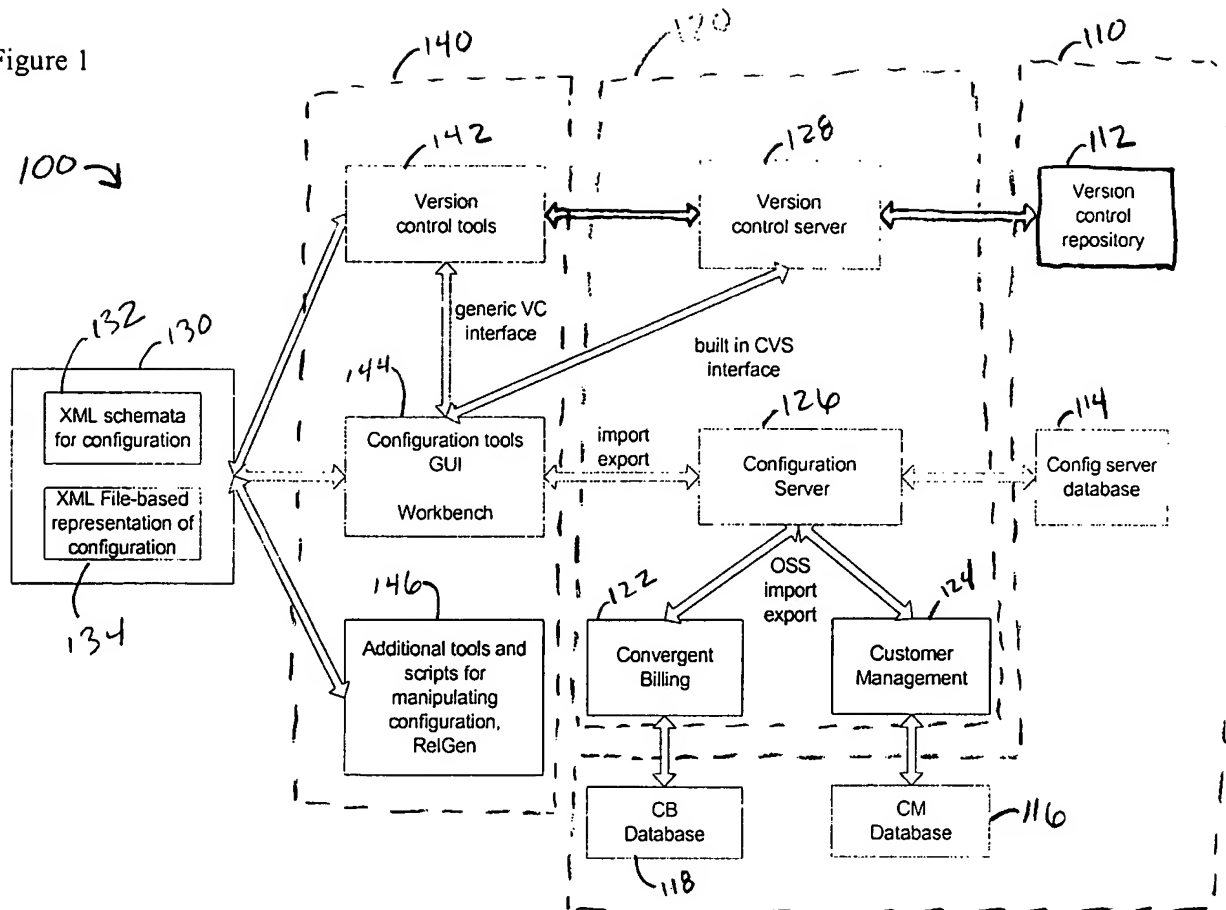 Figure 1
100
140
120
110
142
Version
control tools
128
Version
control server
112
Version
control
repository
generic VC
interface
built in CVS
interface
132
130
XML schemata
for configuration
XML File-based
representation of
configuration
134
144
Configuration tools
GUI
Workbench
import
export
126
Configuration
Server
114
Config server
database
146
Additional tools and
scripts for
manipulating
configuration,
RelGen
OSS
import
export
122
Convergent
Billing
124
Customer
Management
CB
Database
118
CM
Database
116